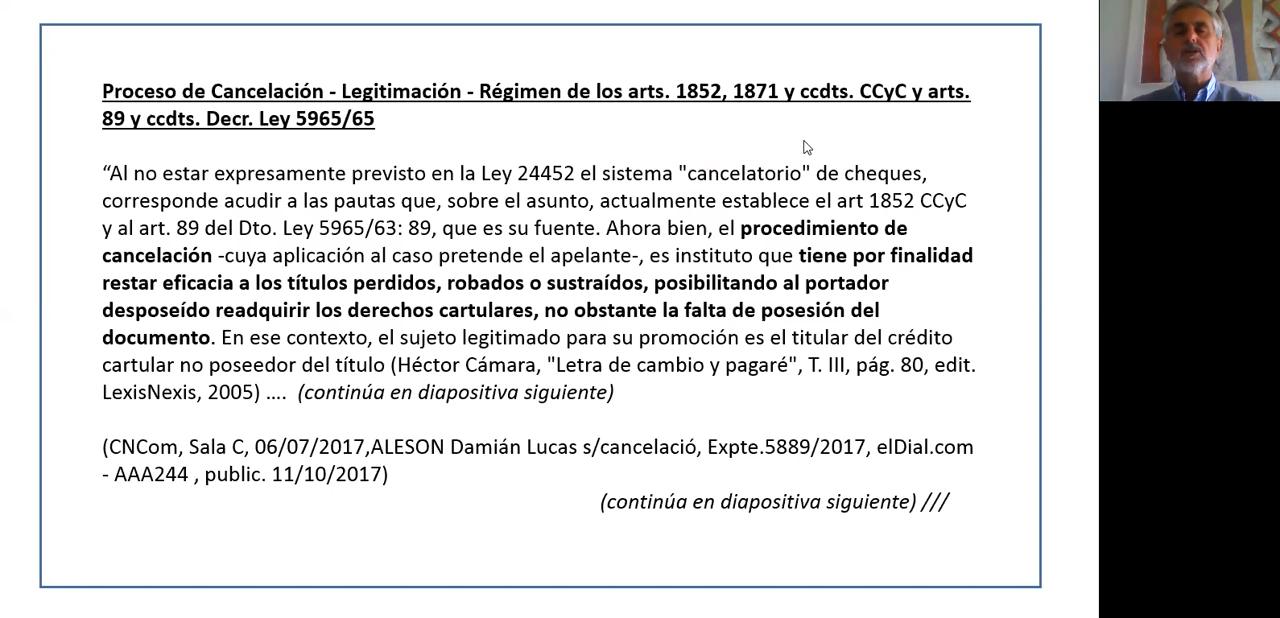 Proceso de Cancelación - Legitimación - Régimen de los arts. 1852, 1871 y ccdts. CCyC y arts.
89 y ccdts. Decr. Ley 5965/65
“Al no estar expresamente previsto en la Ley 24452 el sistema "cancelatorio" de cheques,
corresponde acudir a las pautas que, sobre el asunto, actualmente establece el art 1852 CCyC
y al art. 89 del Dto. Ley 5965/63: 89, que es su fuente. Ahora bien, el procedimiento de
cancelación -cuya aplicación al caso pretende el apelante-, es instituto que tiene por finalidad
restar eficacia a los títulos perdidos, robados o sustraídos, posibilitando al portador
desposeído readquirir los derechos cartulares, no obstante la falta de posesión del
documento. En ese contexto, el sujeto legitimado para su promoción es el titular del crédito
cartular no poseedor del título (Héctor Cámara, "Letra de cambio y pagaré", T. III, pág. 80, edit.
LexisNexis, 2005) .... (continúa en diapositiva siguiente)
(CNCom, Sala C, 06/07/2017,ALESON Damián Lucas s/cancelació, Expte.5889/2017, elDial.com
- AAA244 , public. 11/10/2017)
(continúa en diapositiva siguiente) ///